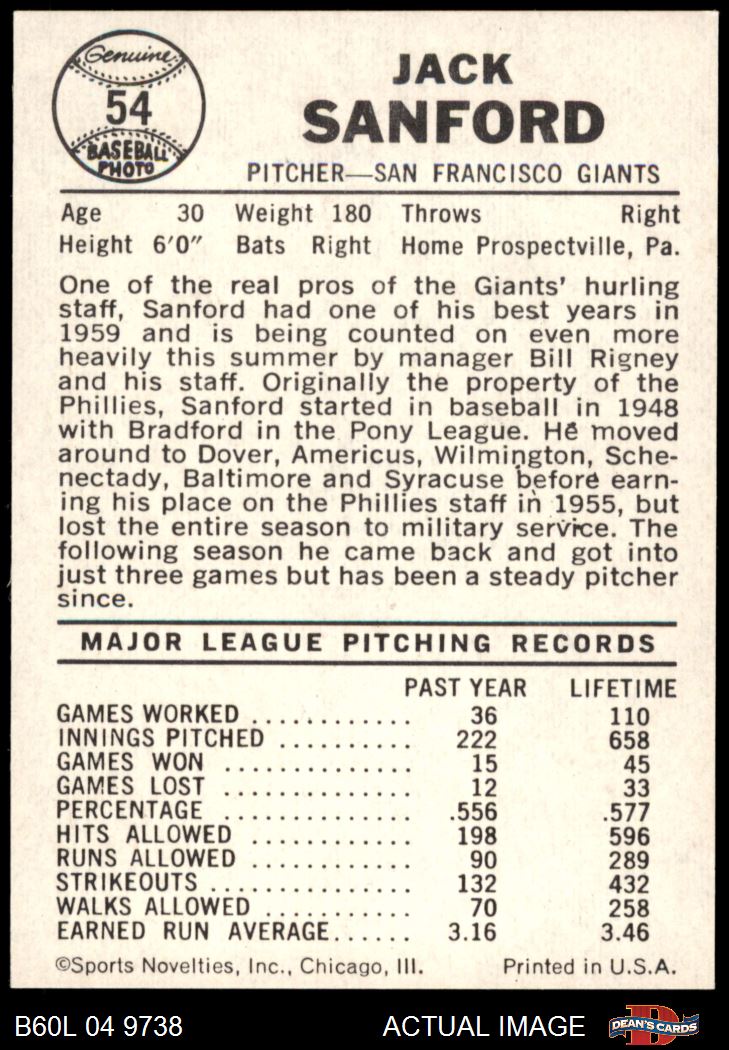 Genuine
54
BASEBALL
PHOTO
JACK
SANFORD
PITCHER—SAN FRANCISCO GIANTS
Age 30 Weight 180 Throws Right
Height 6'0" Bats Right Home Prospectville, Pa.
One of the real pros of the Giants' hurling
staff, Sanford had one of his best years in
1959 and is being counted on even more
heavily this summer by manager Bill Rigney
and his staff. Originally the property of the
Phillies, Sanford started in baseball in 1948
with Bradford in the Pony League. He moved
around to Dover, Americus, Wilmington, Sche-
nectady, Baltimore and Syracuse before earn-
ing his place on the Phillies staff in 1955, but
lost the entire season to military service. The
following season he came back and got into
just three games but has been a steady pitcher
since.
MAJOR LEAGUE PITCHING RECORDS
PAST YEAR LIFETIME
GAMES WORKED ............ 36 110
INNINGS PITCHED .......... 222 658
GAMES WON .............. 15 45
GAMES LOST .............. 12 33
PERCENTAGE .............. .556 .577
HITS ALLOWED ............ 198 596
RUNS ALLOWED ............ 90 289
STRIKEOUTS ............... 132 432
WALKS ALLOWED ........... 70 258
EARNED RUN AVERAGE...... 3.16 3.46
©Sports Novelties, Inc., Chicago, Ill. Printed in U.S.A.
B60L 04 9738 ACTUAL IMAGE D DEAN'S CARDS